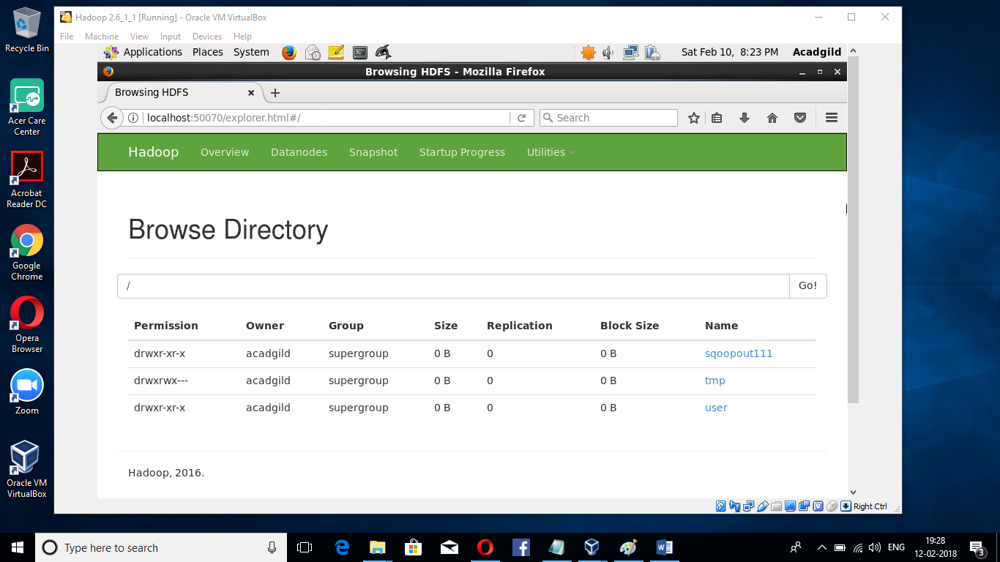 Hadoop 2.6_1_1 [Running] - Oracle VM VirtualBox
File Machine View Input Devices Help
Applications Places System Sat Feb 10, 8:23 PM Acadgild
Browsing HDFS - Mozilla Firefox
Browsing HDFS
localhost:50070/explorer.html#/ Search
Hadoop Overview Datanodes Snapshot Startup Progress Utilities
Browse Directory
/ Go!
Permission Owner Group Size Replication Block Size Name
drwxr-xr-x acadgild supergroup 0 B 0 0 B sqoopout111
drwxrwx--- acadgild supergroup 0 B 0 0 B tmp
drwxr-xr-x acadgild supergroup 0 B 0 0 B user
Hadoop, 2016.
Right Ctrl
Recycle Bin
Acer Care
Center
Acrobat
Reader DC
Google
Chrome
Opera
Browser
Zoom
Oracle VM
VirtualBox
Type here to search
ENG
19:28
12-02-2018
3